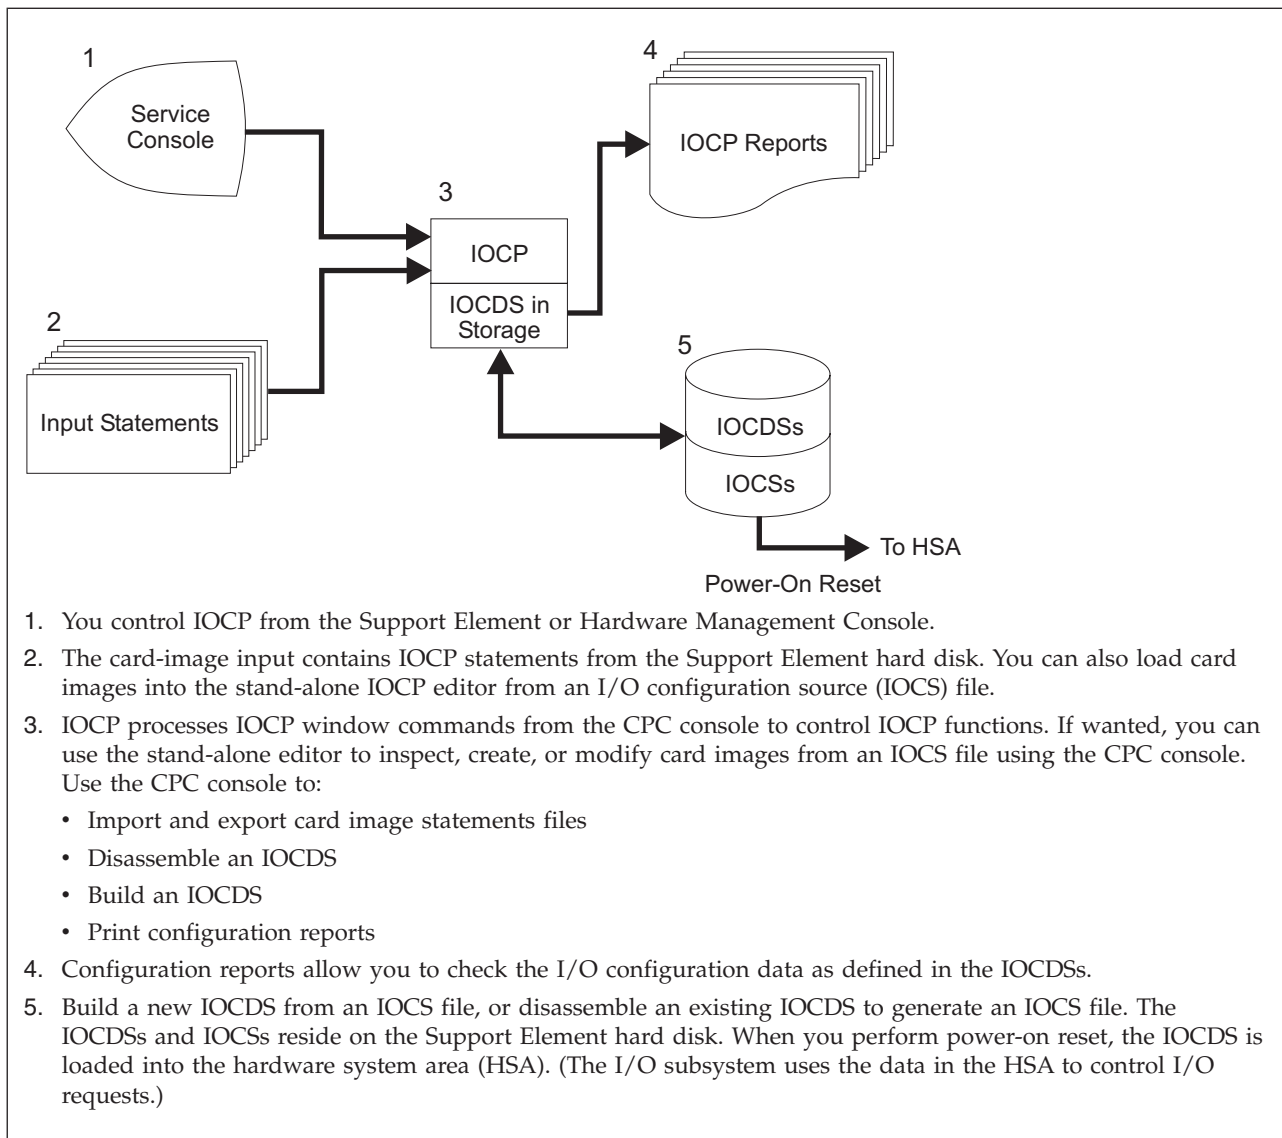 1
Service
Console
4
IOCP Reports
3
IOCP
IOCDS in
Storage
2
Input Statements
5
IOCDSs
IOCSs
To HSA
Power-On Reset
1. You control IOCP from the Support Element or Hardware Management Console.
2. The card-image input contains IOCP statements from the Support Element hard disk. You can also load card
images into the stand-alone IOCP editor from an I/O configuration source (IOCS) file.
3. IOCP processes IOCP window commands from the CPC console to control IOCP functions. If wanted, you can
use the stand-alone editor to inspect, create, or modify card images from an IOCS file using the CPC console.
Use the CPC console to:
• Import and export card image statements files
• Disassemble an IOCDS
• Build an IOCDS
• Print configuration reports
4. Configuration reports allow you to check the I/O configuration data as defined in the IOCDSs.
5. Build a new IOCDS from an IOCS file, or disassemble an existing IOCDS to generate an IOCS file. The
IOCDSs and IOCSs reside on the Support Element hard disk. When you perform power-on reset, the IOCDS is
loaded into the hardware system area (HSA). (The I/O subsystem uses the data in the HSA to control I/O
requests.)